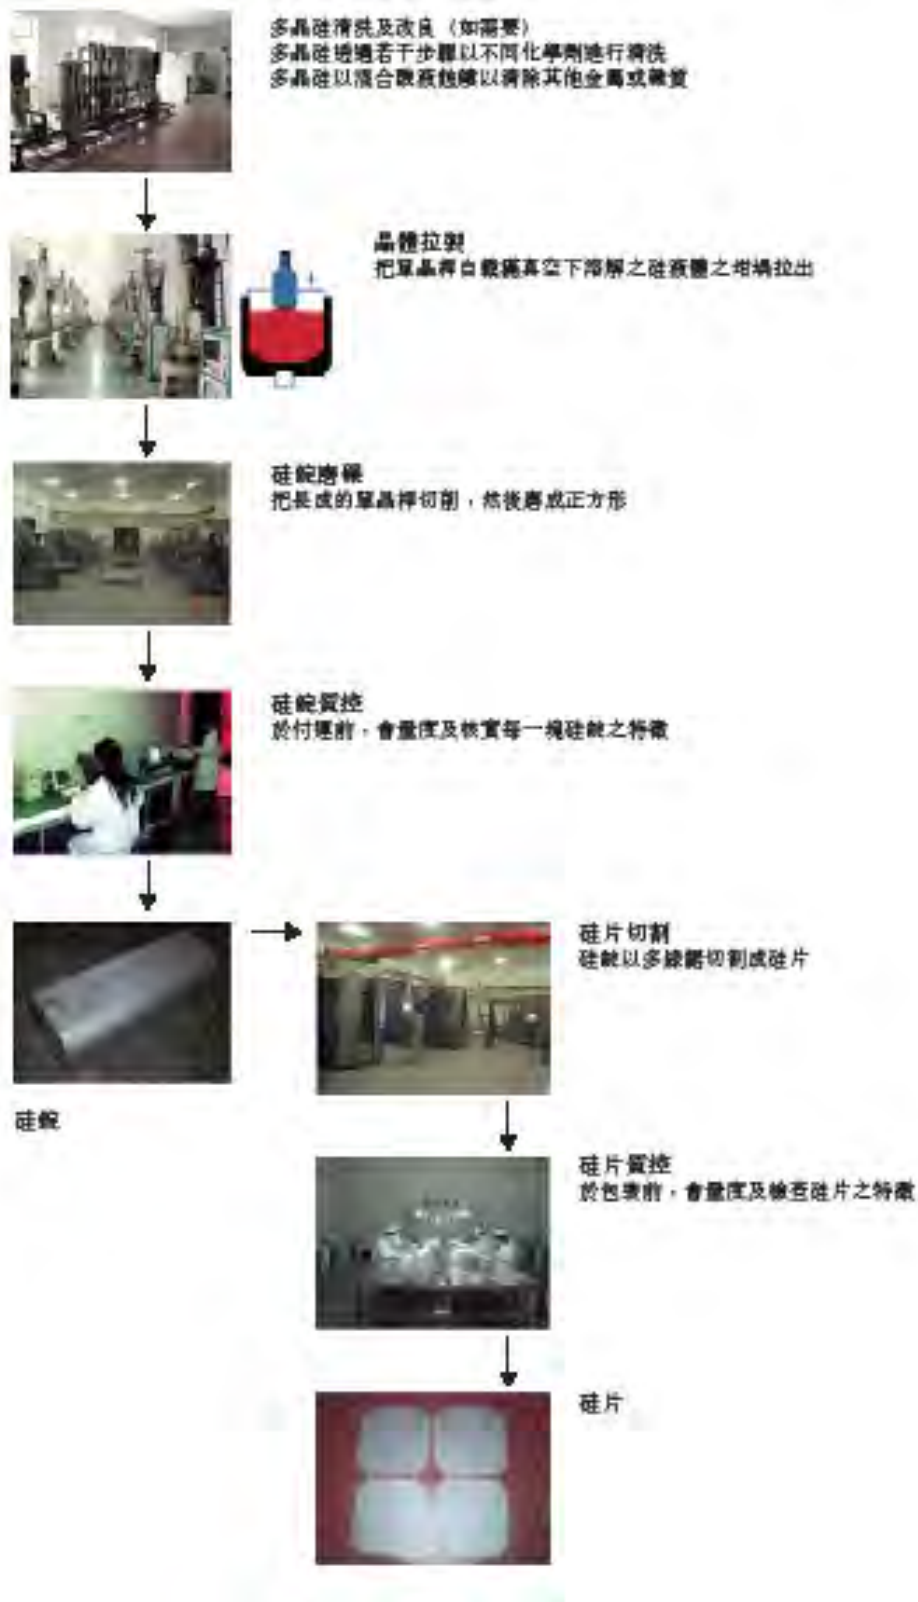 多晶硅清洗及改良（如需要）
多晶硅透過若干步驟以不同化學劑進行清洗
多晶硅以混合酸液蝕鏤以清除其他金屬或雜質
晶體拉製
把單晶桿自載滿真空下溶解之硅液體之坩堝拉出
硅錠磨礫
把長成的單晶桿切削，然後磨成正方形
硅錠質控
於付運前，會量度及核實每一塊硅錠之特徵
硅片切割
硅錠以多線鋸切割成硅片
硅錠
硅片質控
於包裝前，會量度及檢查硅片之特徵
硅片